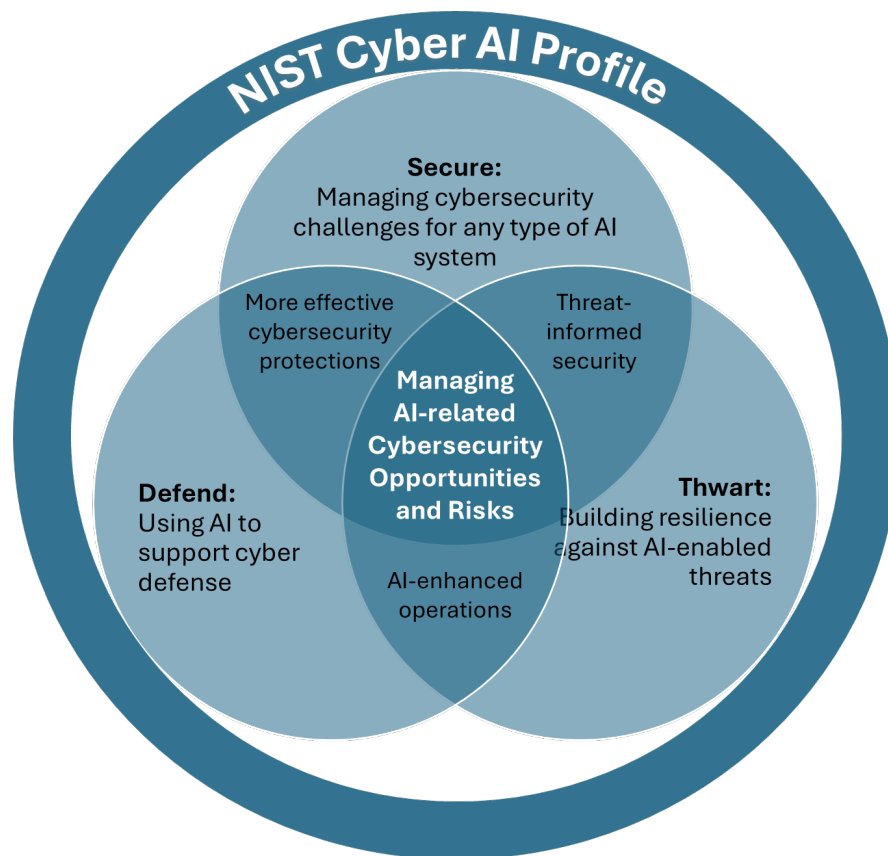 NIST Cyber AI Profile
Secure:
Managing cybersecurity
challenges for any type of AI
system
More effective
cybersecurity
protections
Threat-
informed
security
Managing
AI-related
Cybersecurity
Opportunities
and Risks
Defend:
Using AI to
support cyber
defense
Thwart:
Building resilience
against AI-enabled
threats
AI-enhanced
operations